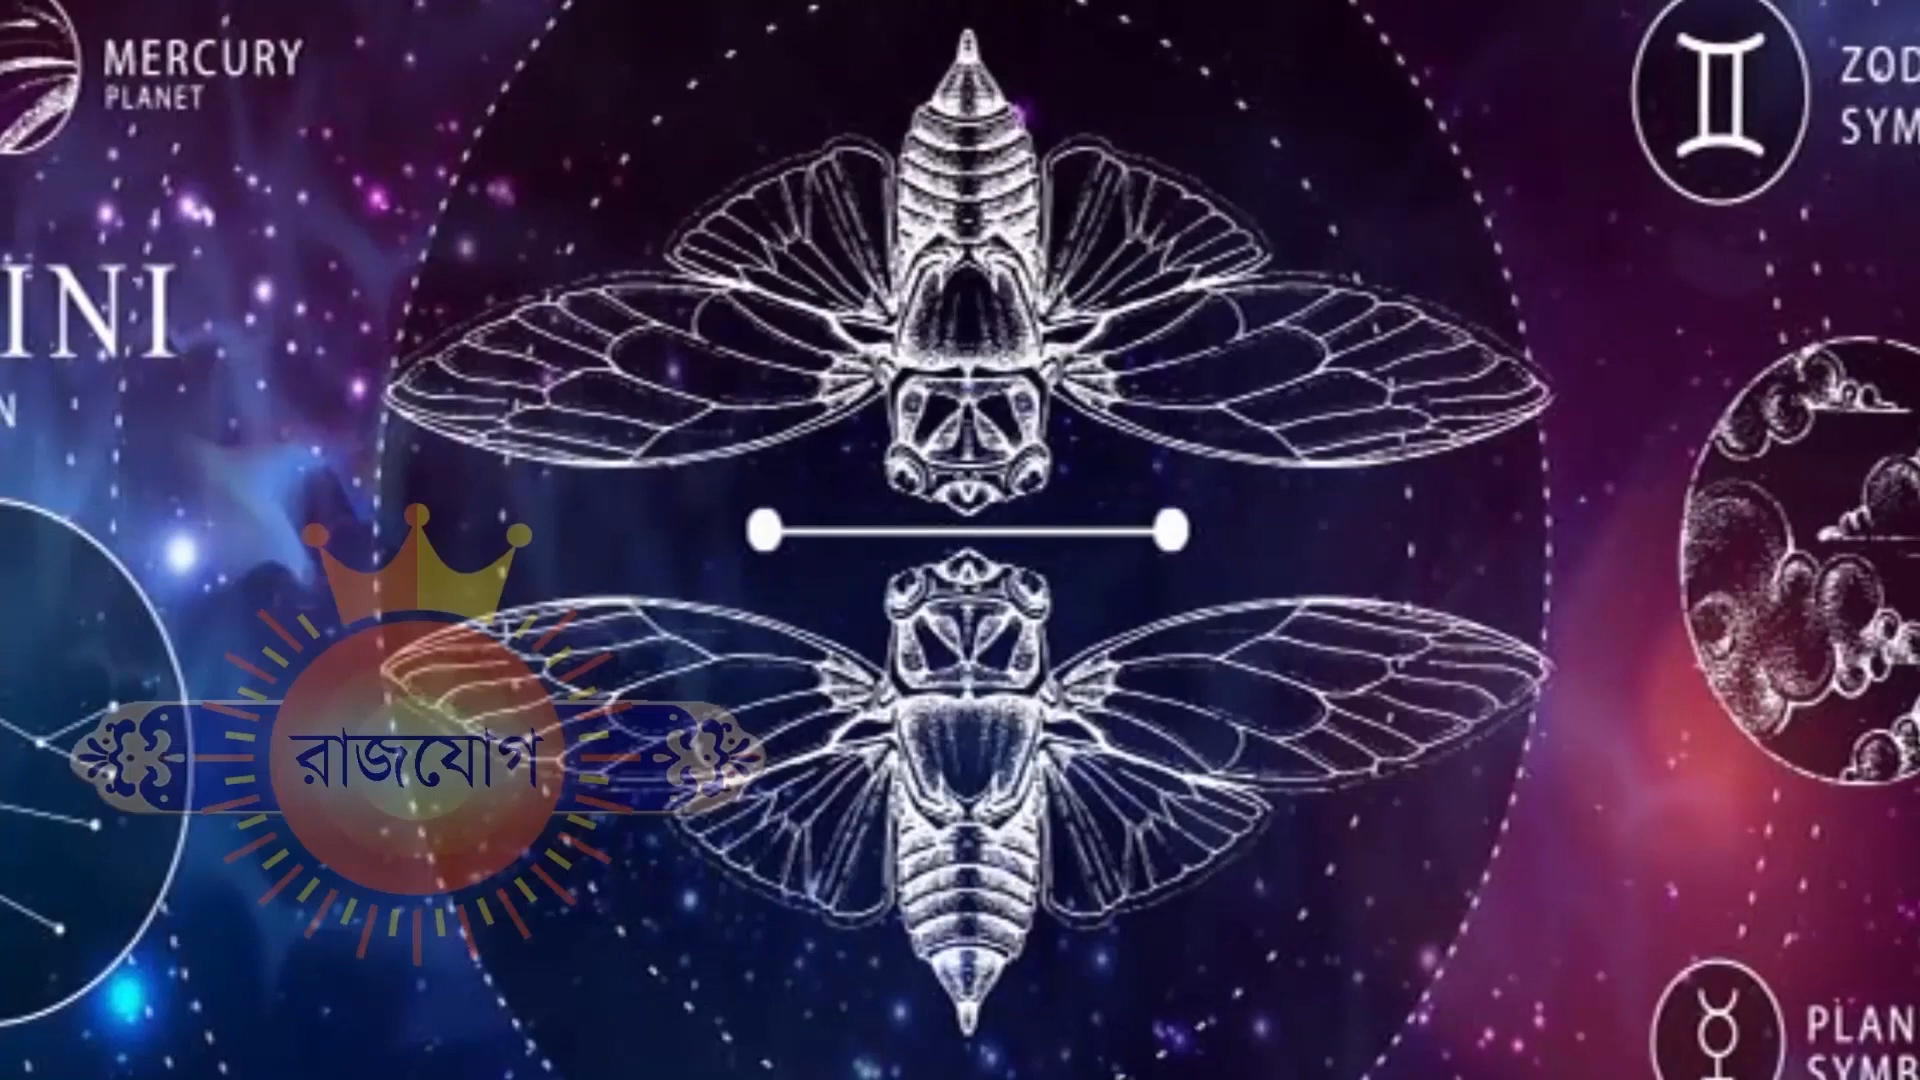 MERCURY
PLANET
ZOD
SYM
INI
N
রাজযোগ
PLAN
SYMB